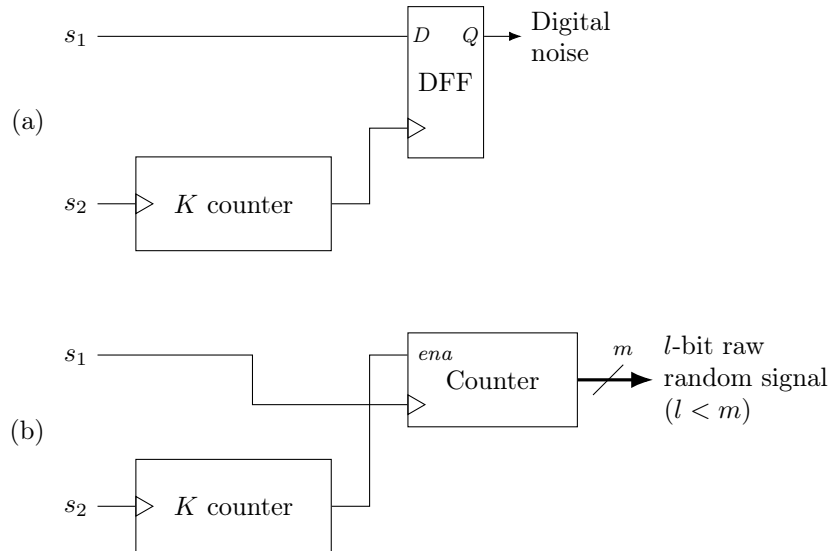 s₁
D Q
DFF
Digital
noise
(a)
s₂
K counter
s₁
ena
Counter
m
l-bit raw
random signal
(l < m)
(b)
s₂
K counter